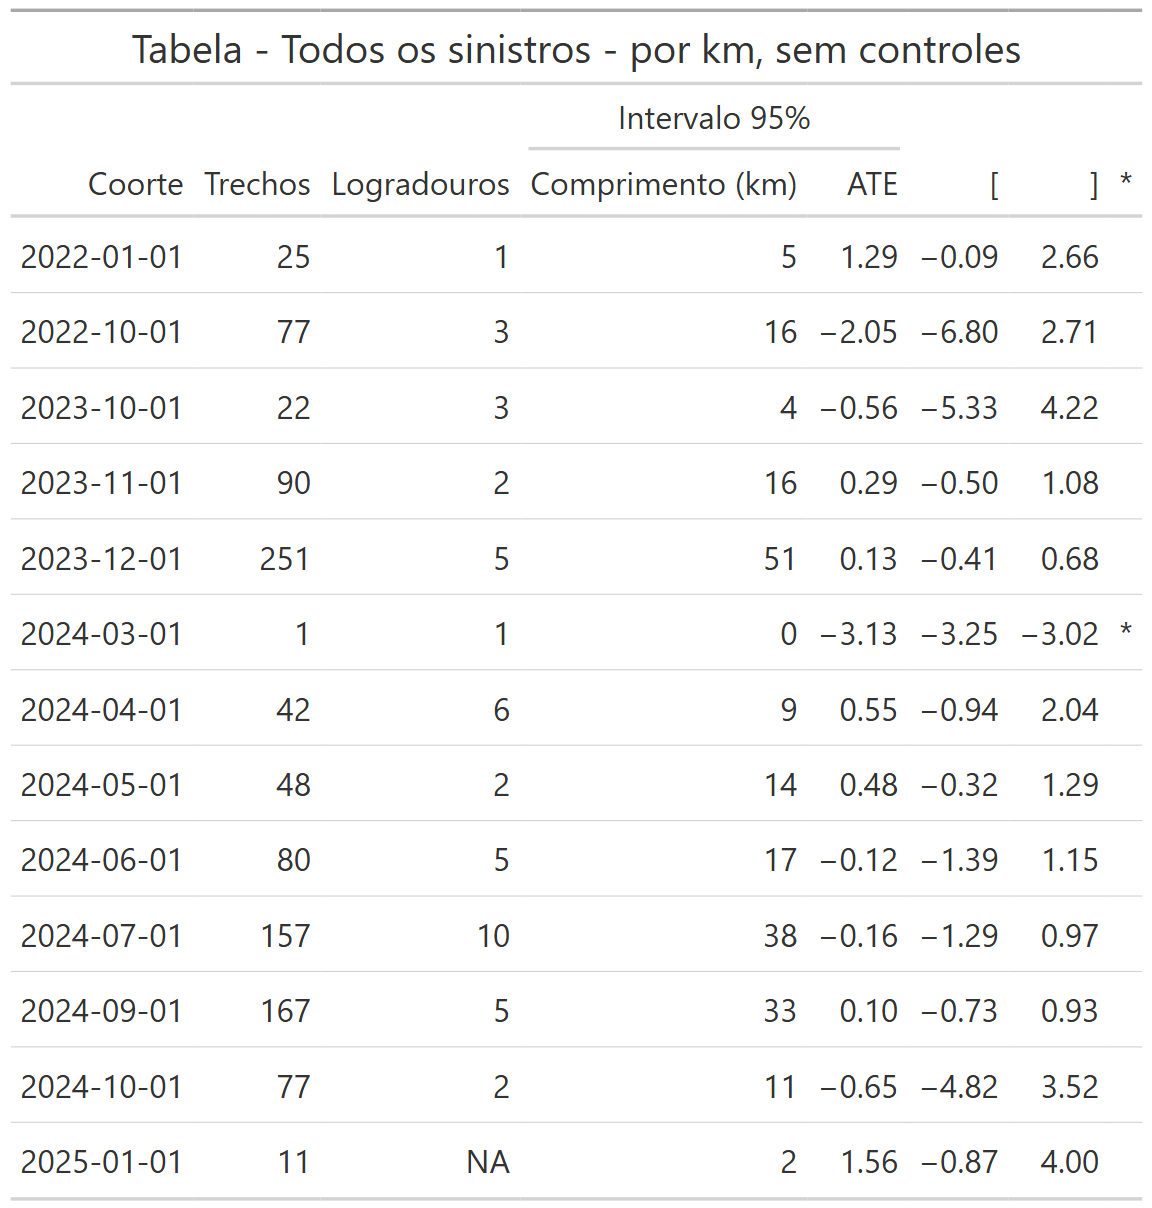 Tabela - Todos os sinistros - por km, sem controles
Intervalo 95%
Coorte Trechos Logradouros Comprimento (km) ATE [ ] *
2022-01-01 25 1 5 1.29 −0.09 2.66
2022-10-01 77 3 16 −2.05 −6.80 2.71
2023-10-01 22 3 4 −0.56 −5.33 4.22
2023-11-01 90 2 16 0.29 −0.50 1.08
2023-12-01 251 5 51 0.13 −0.41 0.68
2024-03-01 1 1 0 −3.13 −3.25 −3.02 *
2024-04-01 42 6 9 0.55 −0.94 2.04
2024-05-01 48 2 14 0.48 −0.32 1.29
2024-06-01 80 5 17 −0.12 −1.39 1.15
2024-07-01 157 10 38 −0.16 −1.29 0.97
2024-09-01 167 5 33 0.10 −0.73 0.93
2024-10-01 77 2 11 −0.65 −4.82 3.52
2025-01-01 11 NA 2 1.56 −0.87 4.00